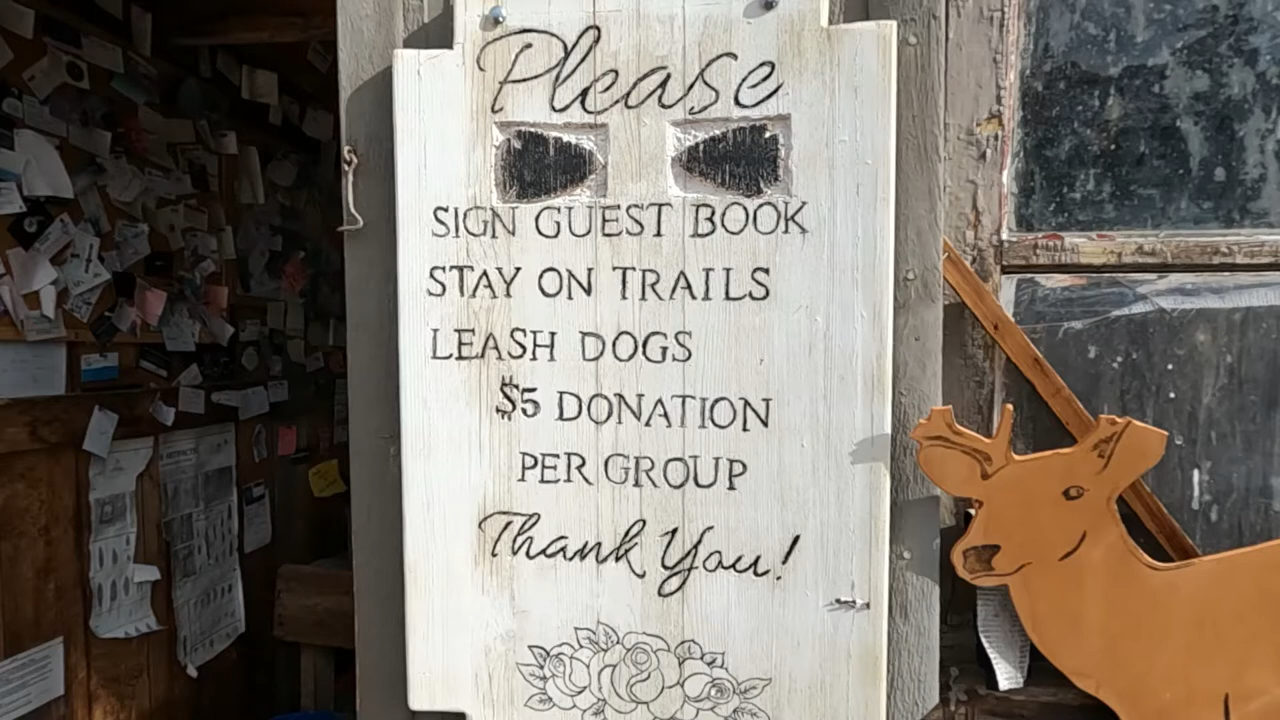 Please
SIGN GUEST BOOK
STAY ON TRAILS
LEASH DOGS
$5 DONATION
PER GROUP
Thank You!